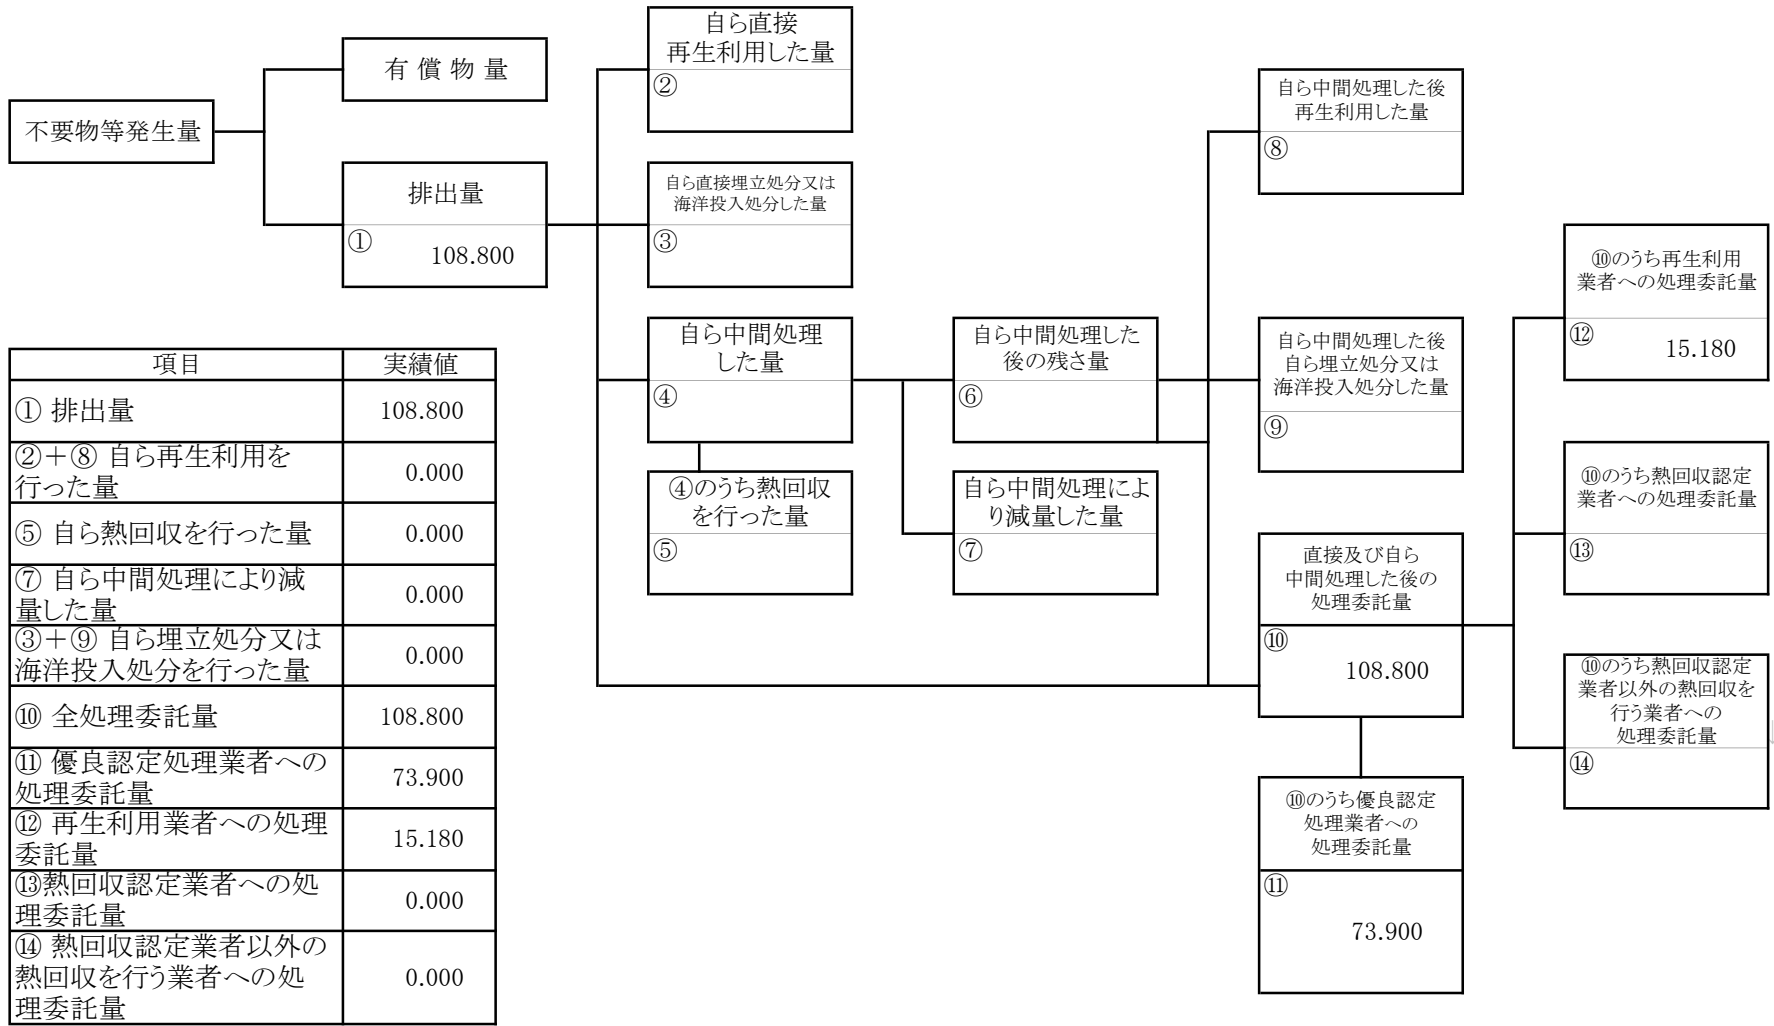 不要物等発生量
有 償 物 量
排出量
①
108.800
自ら直接
再生利用した量
②
自ら直接埋立処分又は
海洋投入処分した量
③
自ら中間処理
した量
④
④のうち熱回収
を行った量
⑤
自ら中間処理した
後の残さ量
⑥
自ら中間処理によ
り減量した量
⑦
自ら中間処理した後
再生利用した量
⑧
自ら中間処理した後
自ら埋立処分又は
海洋投入処分した量
⑨
直接及び自ら
中間処理した後の
処理委託量
⑩
108.800
⑩のうち優良認定
処理業者への
処理委託量
⑪
73.900
⑩のうち再生利用
業者への処理委託量
⑫
15.180
⑩のうち熱回収認定
業者への処理委託量
⑬
⑩のうち熱回収認定
業者以外の熱回収を
行う業者への
処理委託量
⑭
項目 実績値
① 排出量 108.800
②＋⑧ 自ら再生利用を
行った量 0.000
⑤ 自ら熱回収を行った量 0.000
⑦ 自ら中間処理により減
量した量 0.000
③＋⑨ 自ら埋立処分又は
海洋投入処分を行った量 0.000
⑩ 全処理委託量 108.800
⑪ 優良認定処理業者への
処理委託量 73.900
⑫ 再生利用業者への処理
委託量 15.180
⑬熱回収認定業者への処
理委託量 0.000
⑭ 熱回収認定業者以外の
熱回収を行う業者への処
理委託量 0.000